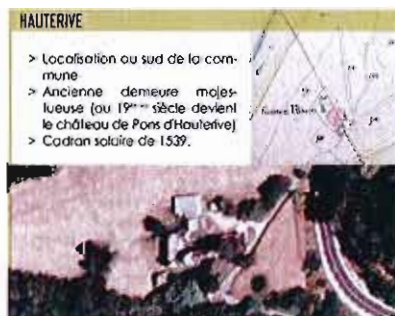 HAUTERIVE
> Localisation au sud de la com-
mune
> Ancienne demeure majes-
tueuse (au 19ème siècle devient
le château de Pons d'Hauterive)
> Cadran solaire de 1539.